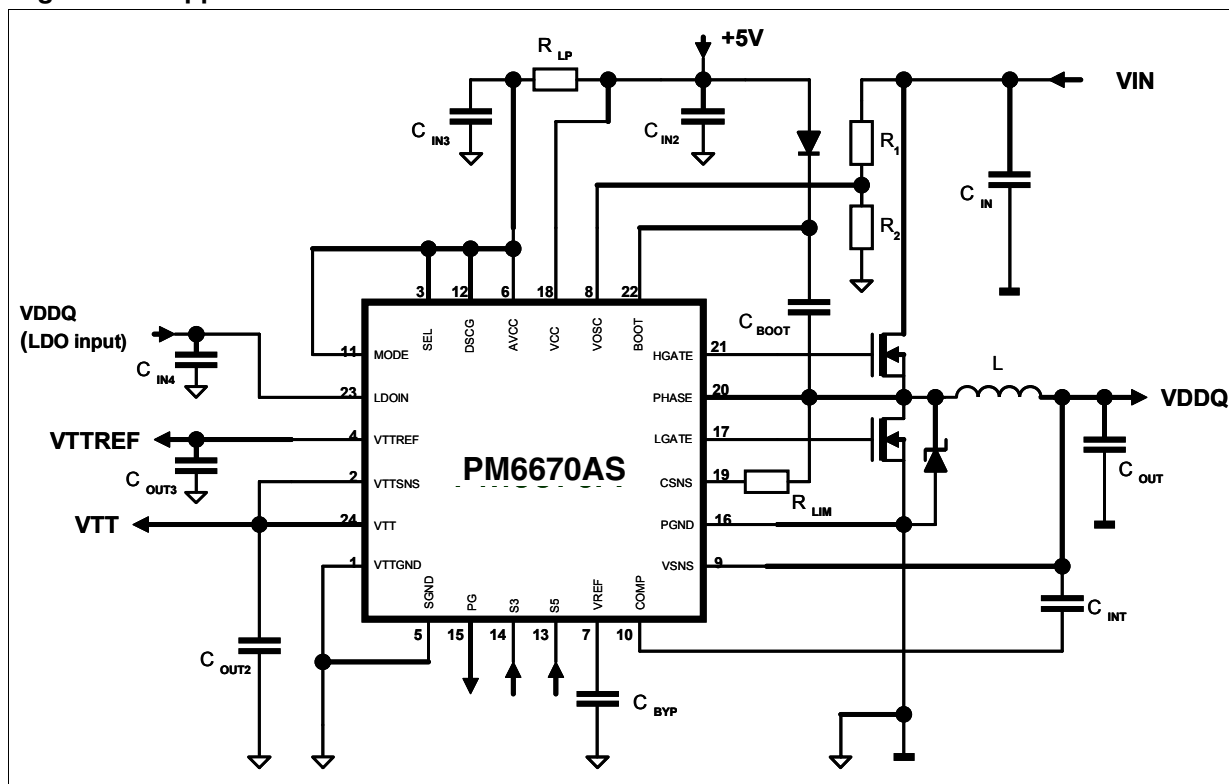 +5V
R LP
VIN
C IN3
C IN2
R1
C IN
R2
3 12 6 18 8 22
VDDQ
(LDO input)
SEL DSCG AVCC VCC VOSC BOOT
C BOOT
11 MODE HGATE 21
C IN4
L
23 LDOIN PHASE 20
VDDQ
VTTREF 4 VTTREF LGATE 17
PM6670AS
C OUT3
2 VTTSNS CSNS 19
C OUT
R LIM
VTT 24 VTT PGND 16
1 VTTGND VSNS 9
SGND PG S3 S5 VREF COMP
C INT
5 15 14 13 7 10
C OUT2
C BYP